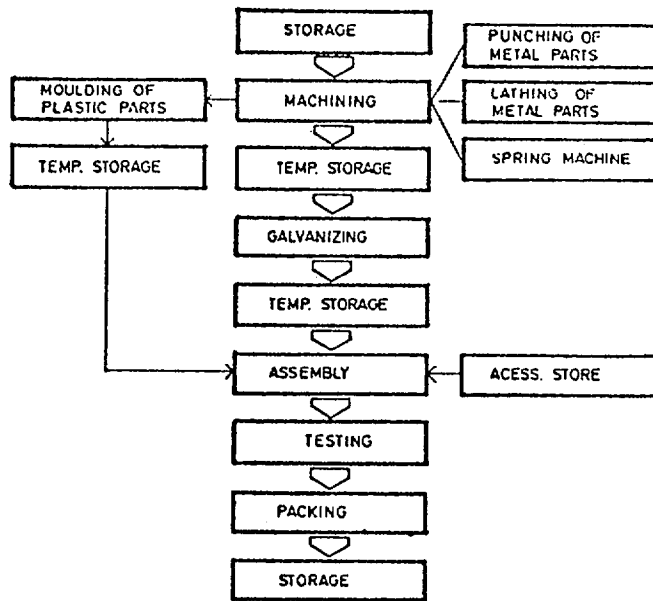 STORAGE
PUNCHING OF
METAL PARTS
MOULDING OF
PLASTIC PARTS
MACHINING
LATHING OF
METAL PARTS
TEMP. STORAGE
TEMP. STORAGE
SPRING MACHINE
GALVANIZING
TEMP. STORAGE
ASSEMBLY
ACESS. STORE
TESTING
PACKING
STORAGE